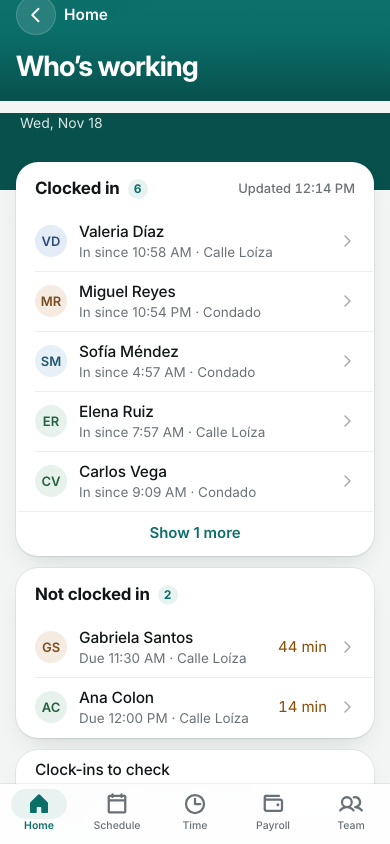 Home
Who's working
Wed, Nov 18
Clocked in 6 Updated 12:14 PM
VD Valeria Díaz
In since 10:58 AM · Calle Loíza
MR Miguel Reyes
In since 10:54 PM · Condado
SM Sofía Méndez
In since 4:57 AM · Condado
ER Elena Ruiz
In since 7:57 AM · Calle Loíza
CV Carlos Vega
In since 9:09 AM · Condado
Show 1 more
Not clocked in 2
GS Gabriela Santos 44 min
Due 11:30 AM · Calle Loíza
AC Ana Colon 14 min
Due 12:00 PM · Calle Loíza
Clock-ins to check
Home Schedule Time Payroll Team